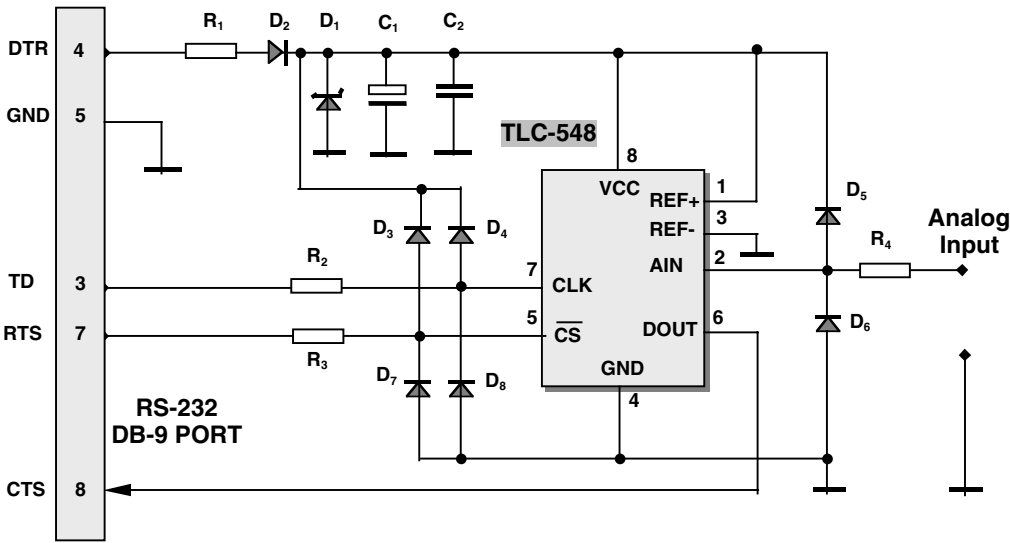 R1 D2 D1 C1 C2
DTR 4
GND 5
TLC-548
8
VCC
1
REF+
3
REF-
D5
Analog
Input
D3 D4
R4
2
AIN
R2
TD 3
7
CLK
5
CS
6
DOUT
D6
RTS 7
R3
GND
D7 D8
4
RS-232
DB-9 PORT
CTS 8